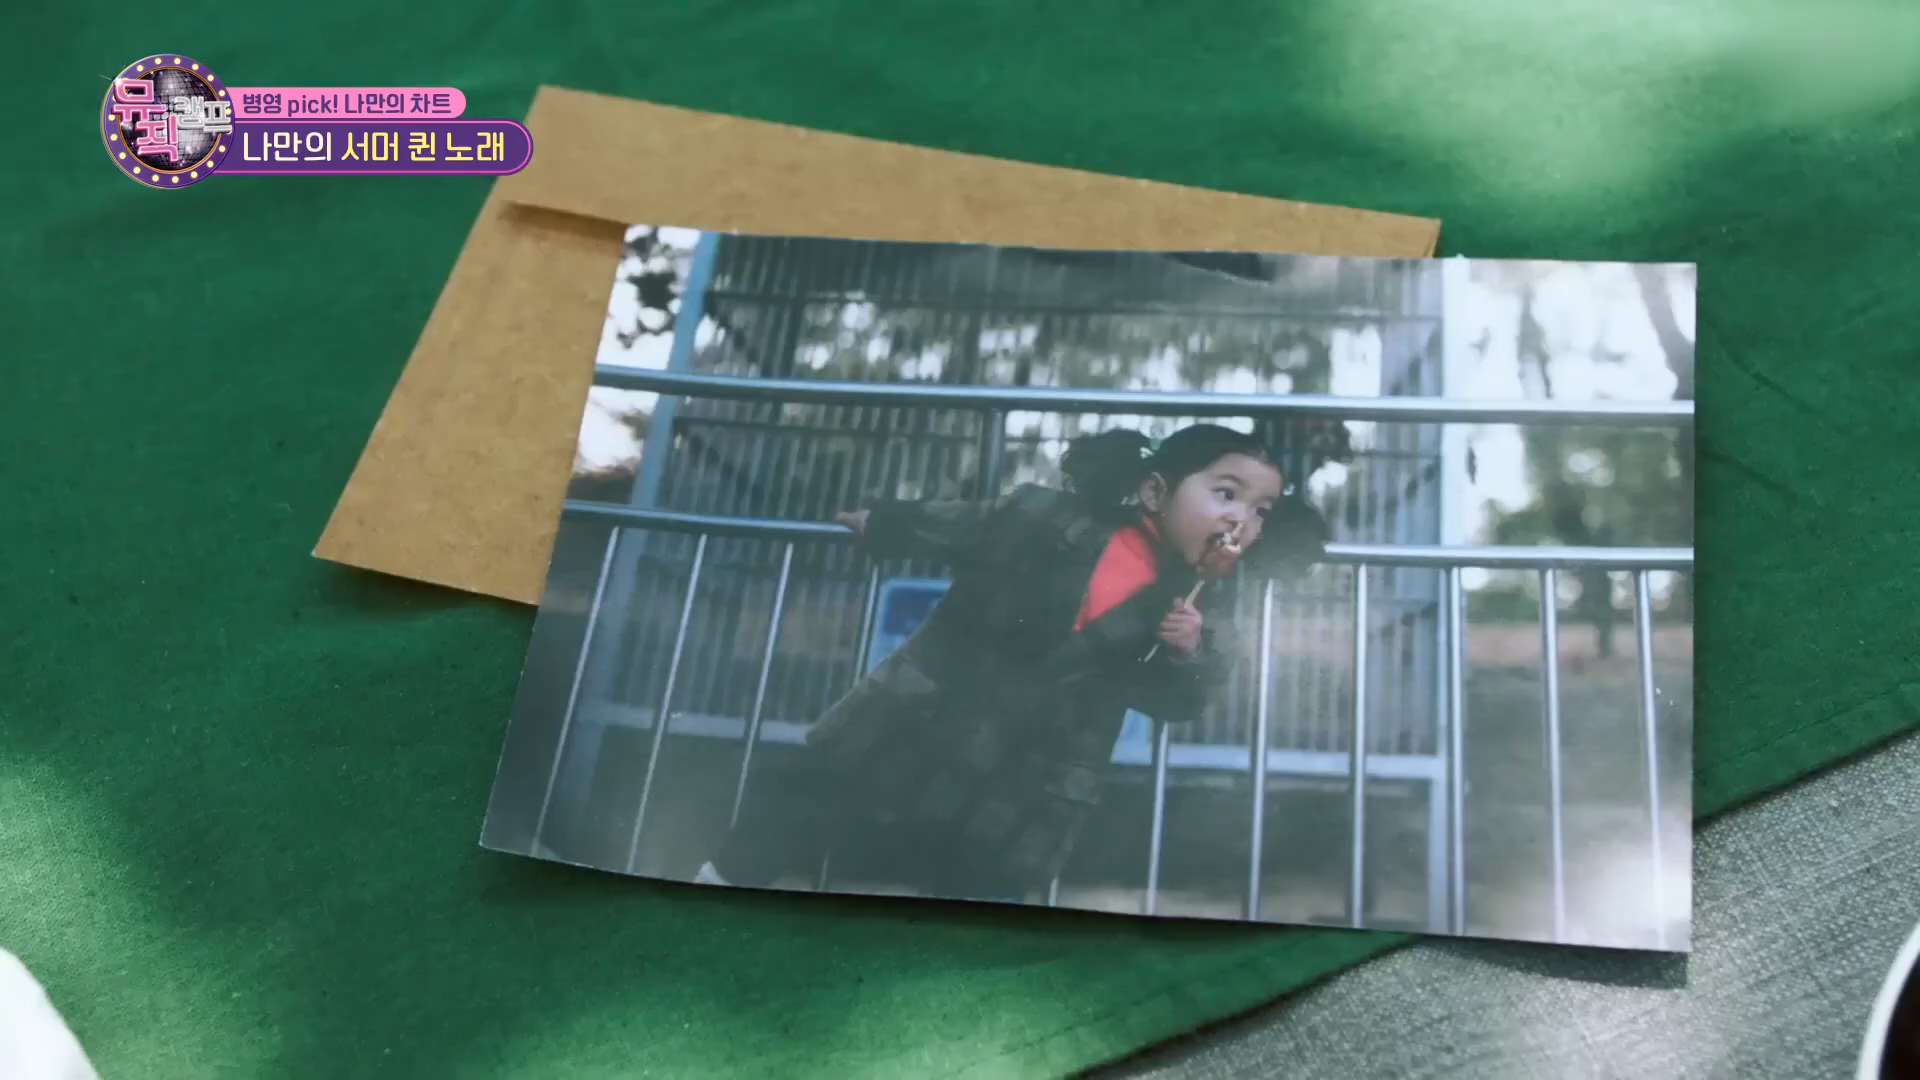 뮤직캠프
병영 pick! 나만의 차트
나만의 서머 퀸 노래